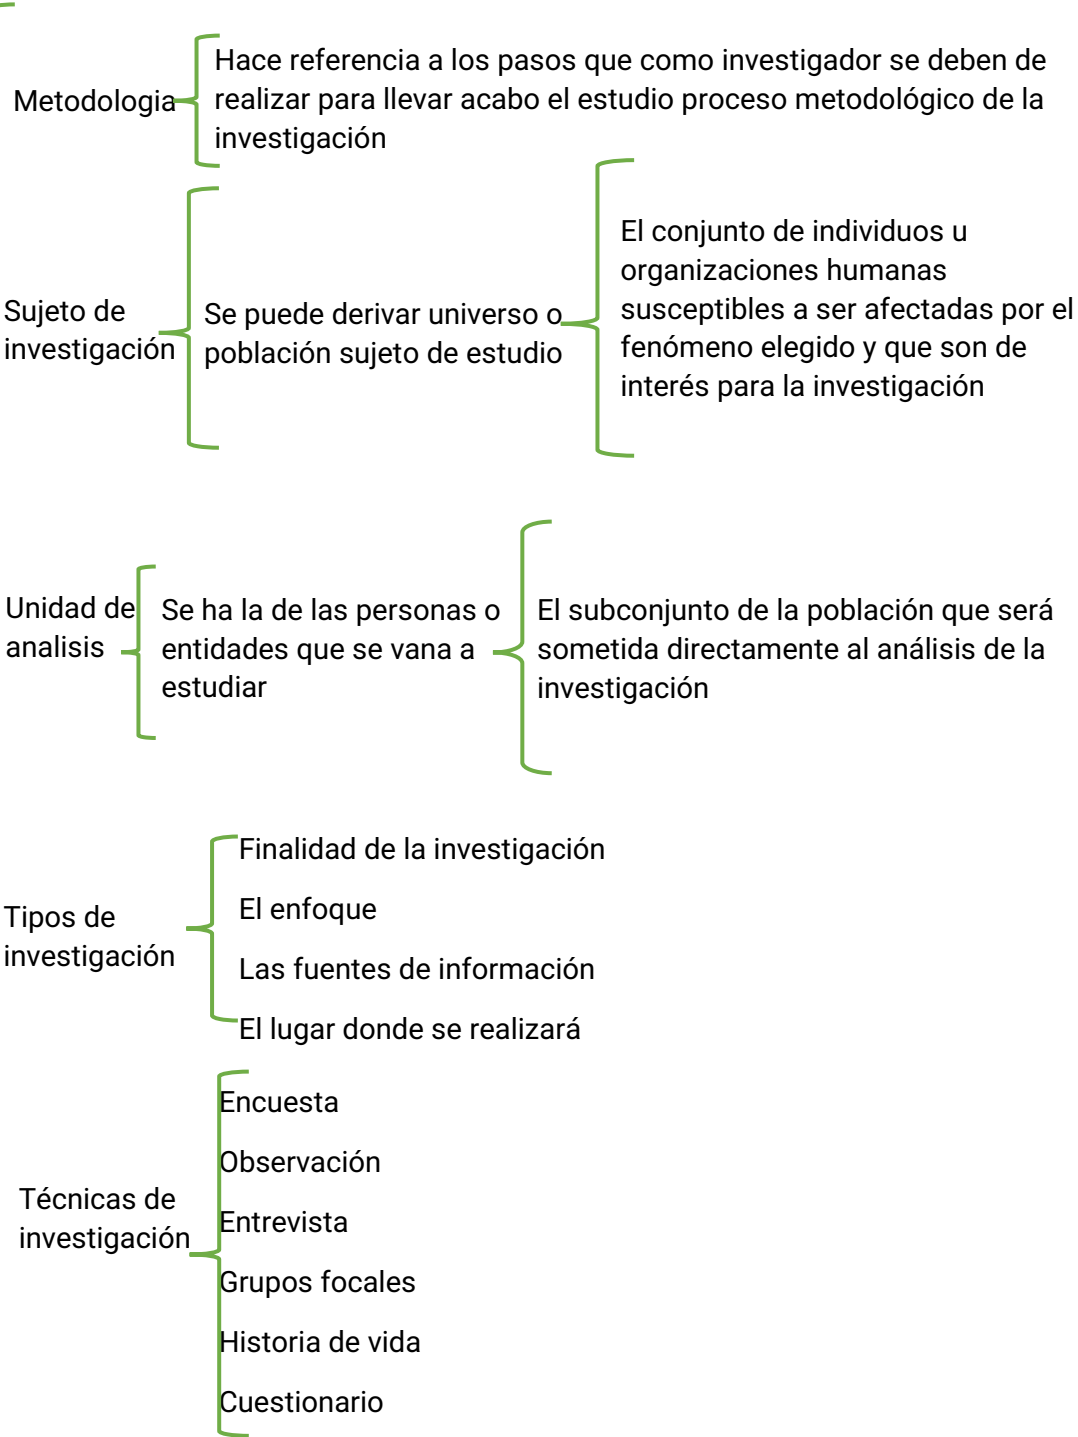 Metodologia
Hace referencia a los pasos que como investigador se deben de
realizar para llevar acabo el estudio proceso metodológico de la
investigación
Sujeto de
investigación
Se puede derivar universo o
población sujeto de estudio
El conjunto de individuos u
organizaciones humanas
susceptibles a ser afectadas por el
fenómeno elegido y que son de
interés para la investigación
Unidad de
analisis
Se ha la de las personas o
entidades que se vana a
estudiar
El subconjunto de la población que será
sometida directamente al análisis de la
investigación
Tipos de
investigación
Finalidad de la investigación
El enfoque
Las fuentes de información
El lugar donde se realizará
Técnicas de
investigación
Encuesta
Observación
Entrevista
Grupos focales
Historia de vida
Cuestionario